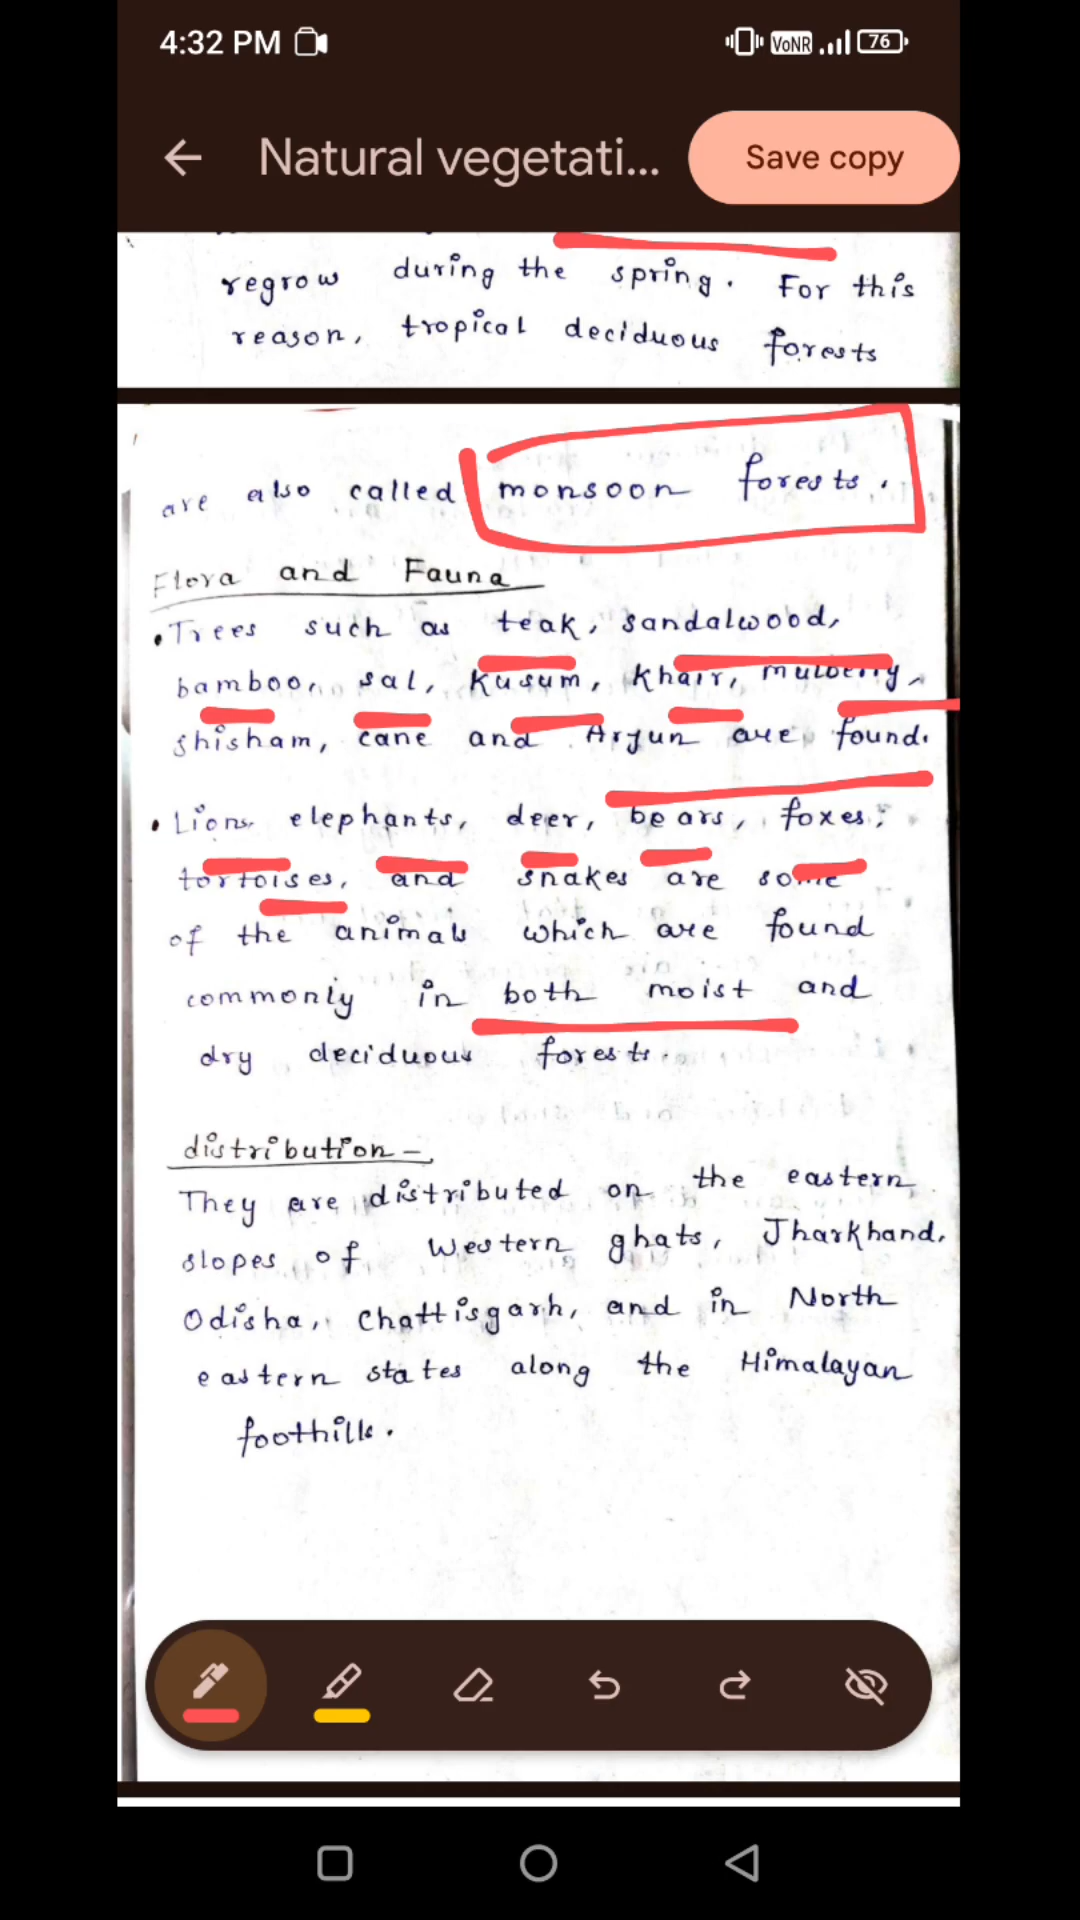 4:32 PM
VoNR
76
Natural vegetati...
Save copy
regrow during the spring. For this
reason, tropical deciduous forests
are also called monsoon forests.
Flora and Fauna
• Trees such as teak, sandalwood,
bamboo, sal, kusum, khair, mulberry,
shisham, cane and Arjun are found.
• Lions, elephants, deer, bears, foxes,
tortoises, and snakes are some
of the animals which are found
commonly in both moist and
dry deciduous forests.
distribution -
They are distributed on the eastern
slopes of Western ghats, Jharkhand,
Odisha, Chattisgarh, and in North
eastern states along the Himalayan
foothills.